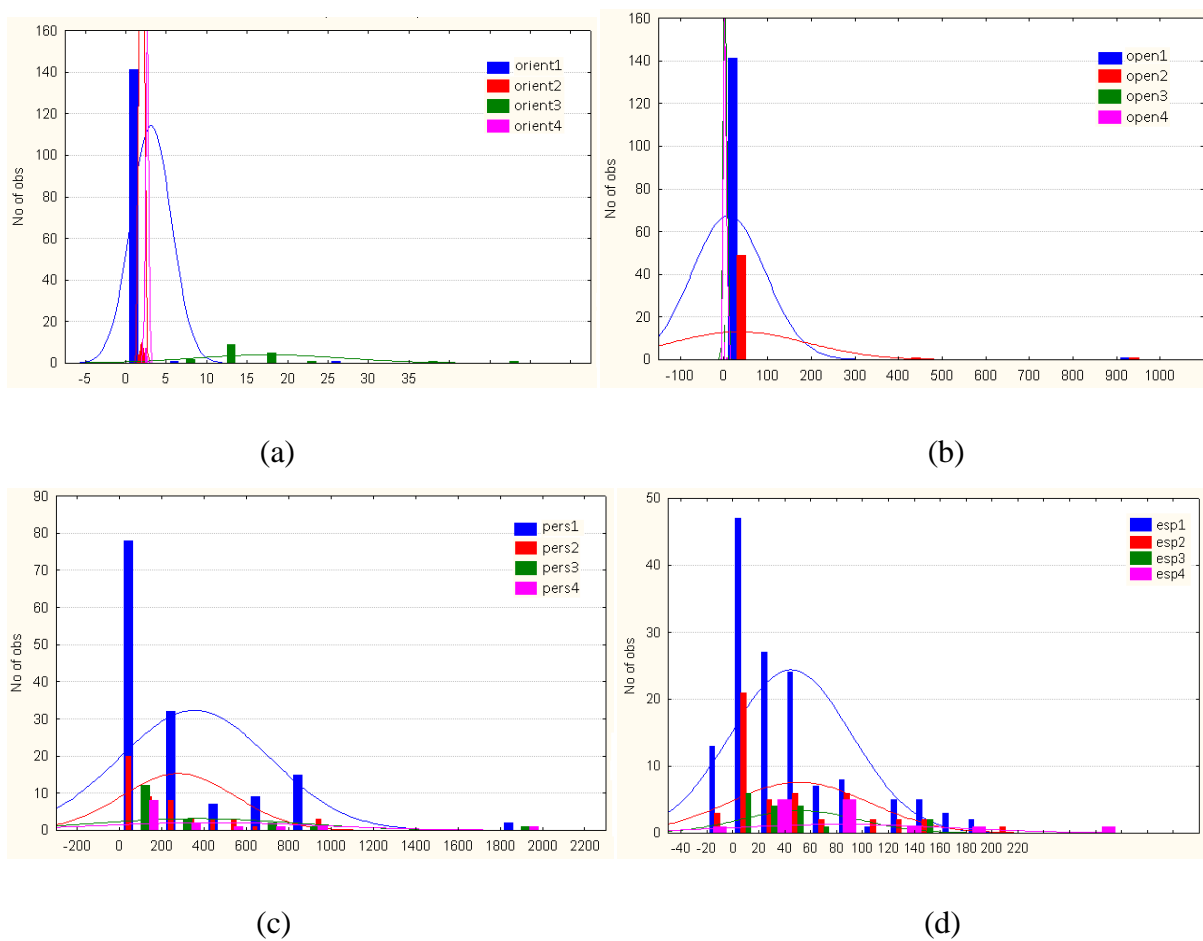 160
140
120
100
80
60
40
20
0
No of obs
orient1
orient2
orient3
orient4
-5 0 5 10 15 20 25 30 35
(a)
160
140
120
100
80
60
40
20
0
No of obs
open1
open2
open3
open4
-100 0 100 200 300 400 500 600 700 800 900 1000
(b)
90
80
70
60
50
40
30
20
10
0
No of obs
pers1
pers2
pers3
pers4
-200 0 200 400 600 800 1000 1200 1400 1600 1800 2000 2200
(c)
50
40
30
20
10
0
No of obs
esp1
esp2
esp3
esp4
-40 -20 0 20 40 60 80 100 120 140 160 180 200 220
(d)